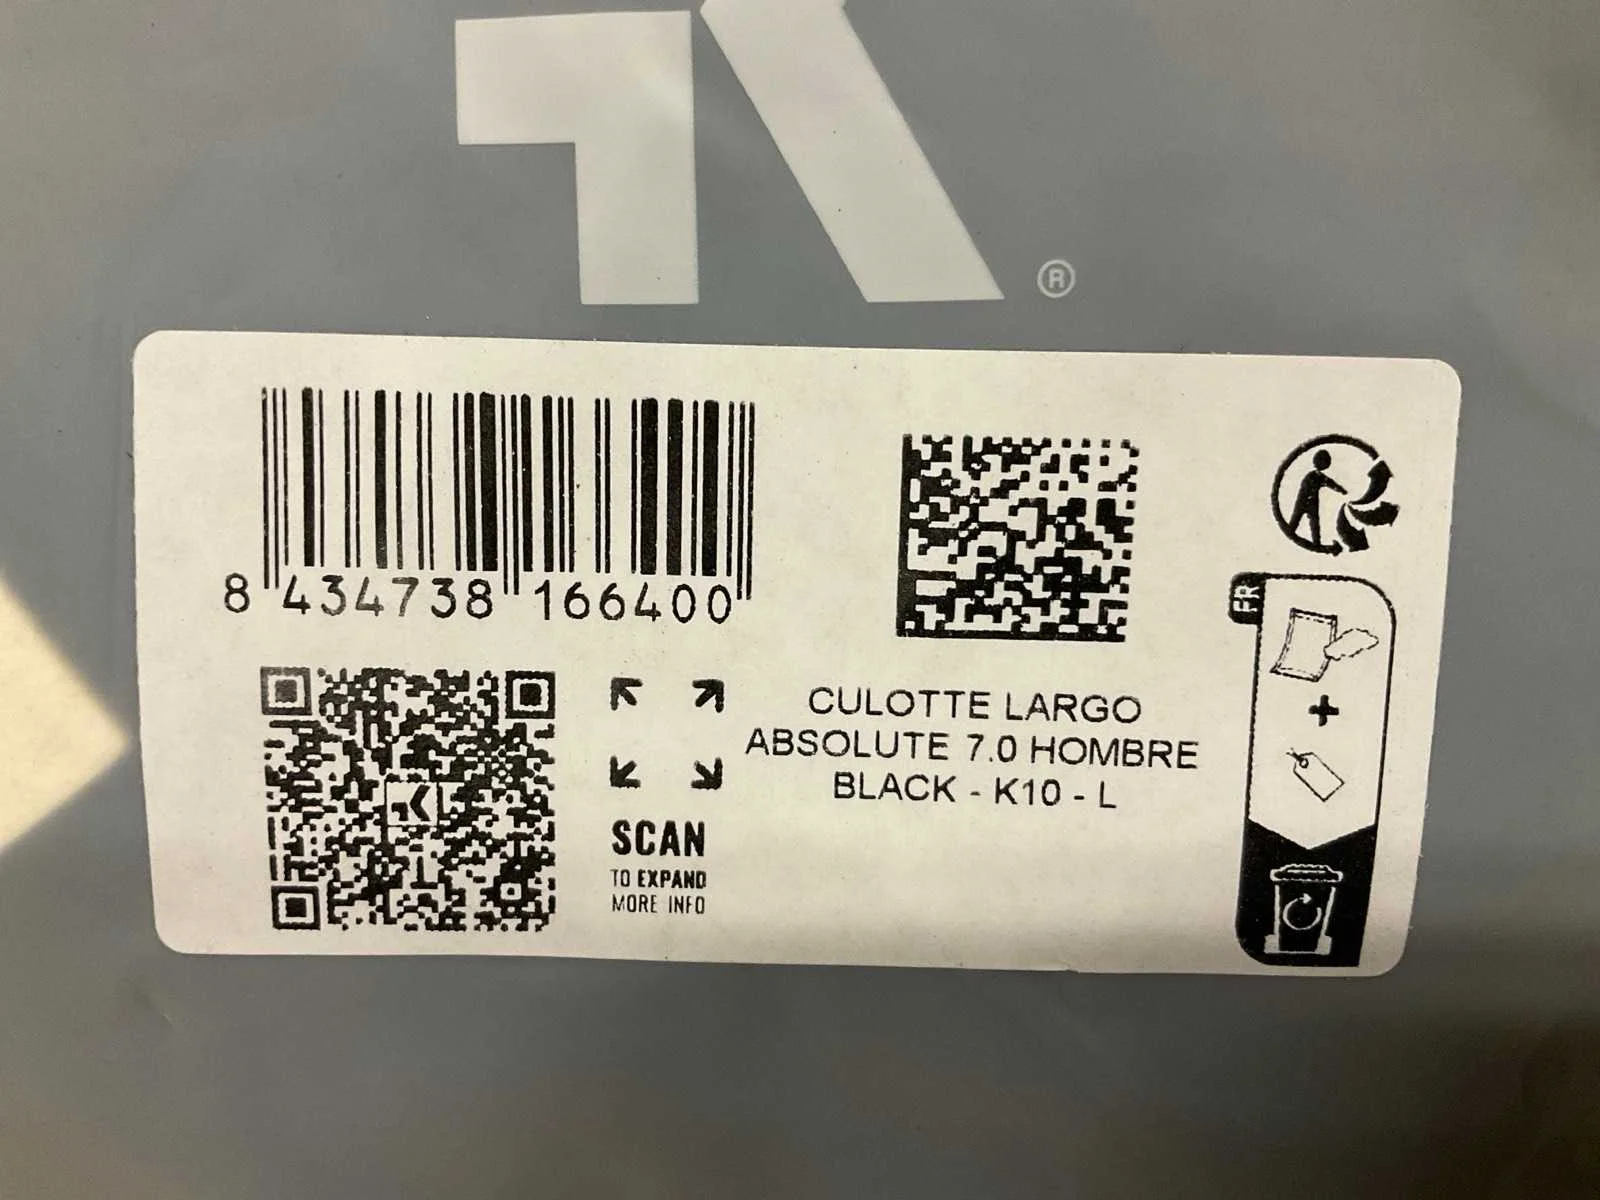 ®
8 434738 166400
CULOTTE LARGO
ABSOLUTE 7.0 HOMBRE
BLACK - K10 - L
SCAN
TO EXPAND
MORE INFO
FR
+